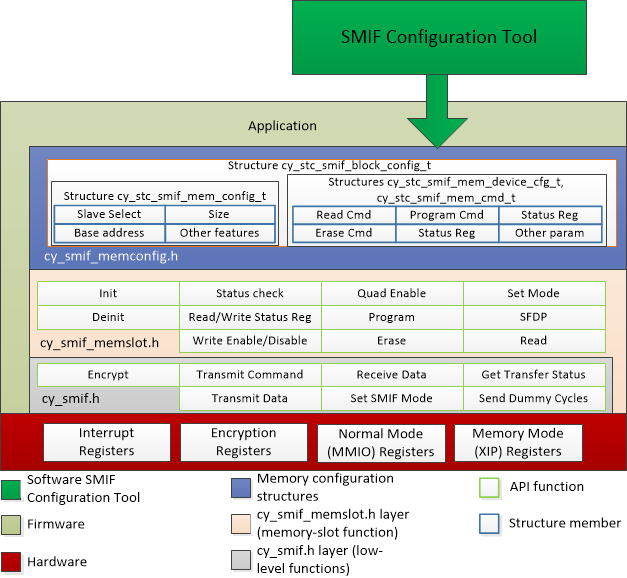 SMIF Configuration Tool
Application
Structure cy_stc_smif_block_config_t
Structure cy_stc_smif_mem_config_t
Slave Select
Size
Base address
Other features
Structures cy_stc_smif_mem_device_cfg_t,
cy_stc_smif_mem_cmd_t
Read Cmd
Program Cmd
Status Reg
Erase Cmd
Status Reg
Other param
cy_smif_memconfig.h
Init
Status check
Quad Enable
Set Mode
Deinit
Read/Write Status Reg
Program
SFDP
cy_smif_memslot.h
Write Enable/Disable
Erase
Read
Encrypt
Transmit Command
Receive Data
Get Transfer Status
cy_smif.h
Transmit Data
Set SMIF Mode
Send Dummy Cycles
Interrupt
Registers
Encryption
Registers
Normal Mode
(MMIO) Registers
Memory Mode
(XIP) Registers
Software SMIF
Configuration Tool
Firmware
Hardware
Memory configuration
structures
cy_smif_memslot.h layer
(memory-slot function)
cy_smif.h layer (low-
level functions)
API function
Structure member